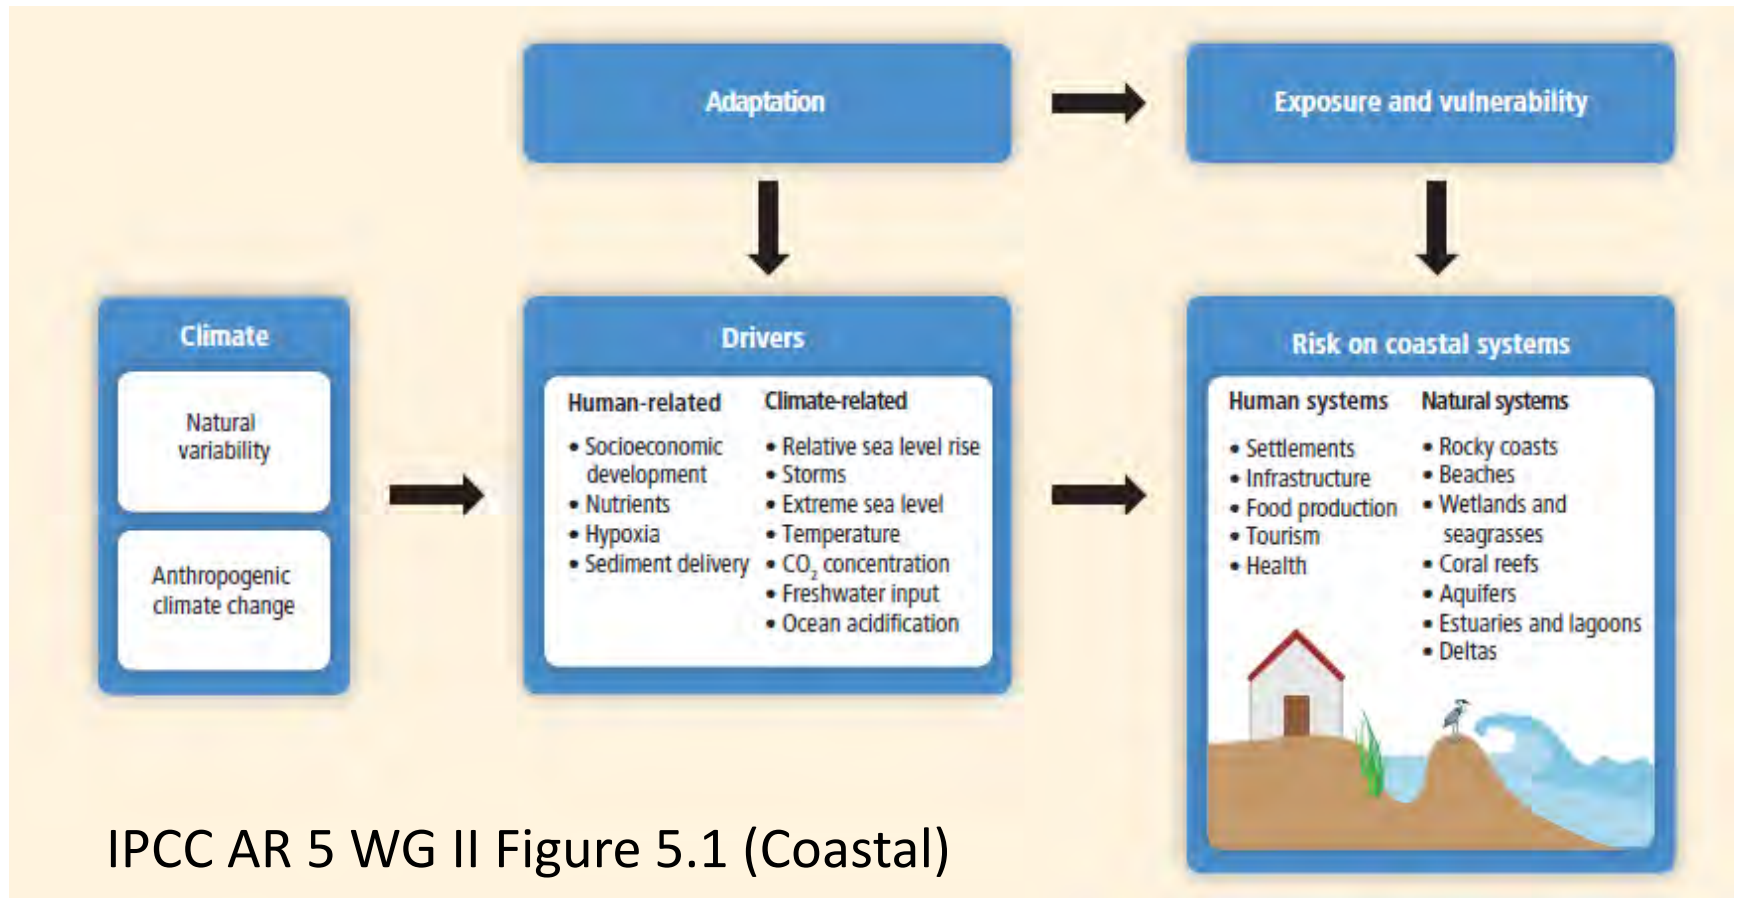 Adaptation
Exposure and vulnerability
Climate
Natural
variability
Anthropogenic
climate change
Drivers
Human-related
• Socioeconomic
development
• Nutrients
• Hypoxia
• Sediment delivery
Climate-related
• Relative sea level rise
• Storms
• Extreme sea level
• Temperature
• CO₂ concentration
• Freshwater input
• Ocean acidification
Risk on coastal systems
Human systems
• Settlements
• Infrastructure
• Food production
• Tourism
• Health
Natural systems
• Rocky coasts
• Beaches
• Wetlands and
seagrasses
• Coral reefs
• Aquifers
• Estuaries and lagoons
• Deltas
IPCC AR 5 WG II Figure 5.1 (Coastal)